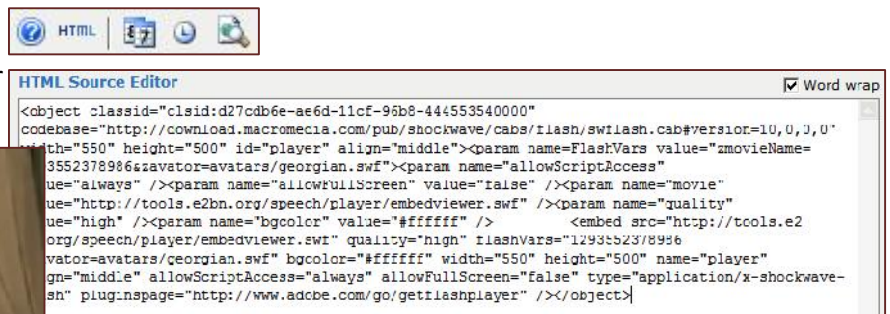 HTML
HTML Source Editor
Word wrap
<object classid="clsid:d27cdb6e-ae6d-11cf-96b8-444553540000"
codebase="http://download.macromedia.com/pub/shockwave/cabs/flash/swflash.cab#version=10,0,0,0"
width="550" height="500" id="player" align="middle"><param name=FlashVars value="zmovieName=
3552378986&zavator=avatars/georgian.swf"><param name="allowScriptAccess"
ue="always" /><param name="allowFullScreen" value="false" /><param name="movie"
ue="http://tools.e2bn.org/speech/player/embedviewer.swf" /><param name="quality"
ue="high" /><param name="bgcolor" value="#ffffff" /> <embed src="http://tools.e2
org/speech/player/embedviewer.swf" quality="high" flashVars="1293552378986
vator=avatars/georgian.swf" bgcolor="#ffffff" width="550" height="500" name="player"
gn="middle" allowScriptAccess="always" allowFullScreen="false" type="application/x-shockwave-
sh" pluginspage="http://www.adobe.com/go/getflashplayer" /></object>